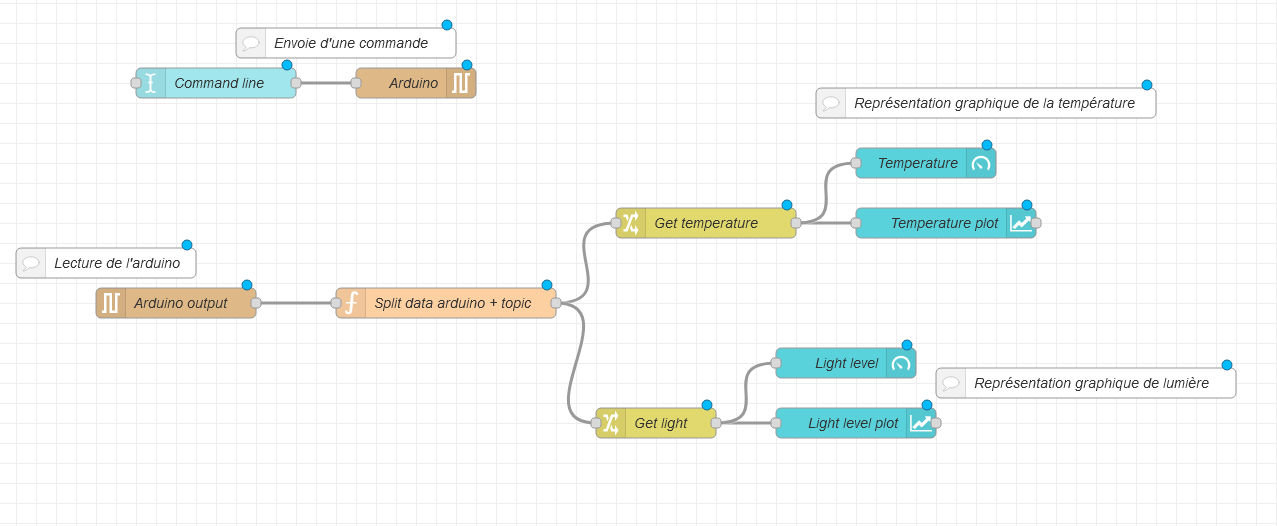 Envoie d'une commande
Command line
Arduino
Représentation graphique de la température
Temperature
Get temperature
Temperature plot
Lecture de l'arduino
Arduino output
Split data arduino + topic
Light level
Représentation graphique de lumière
Get light
Light level plot